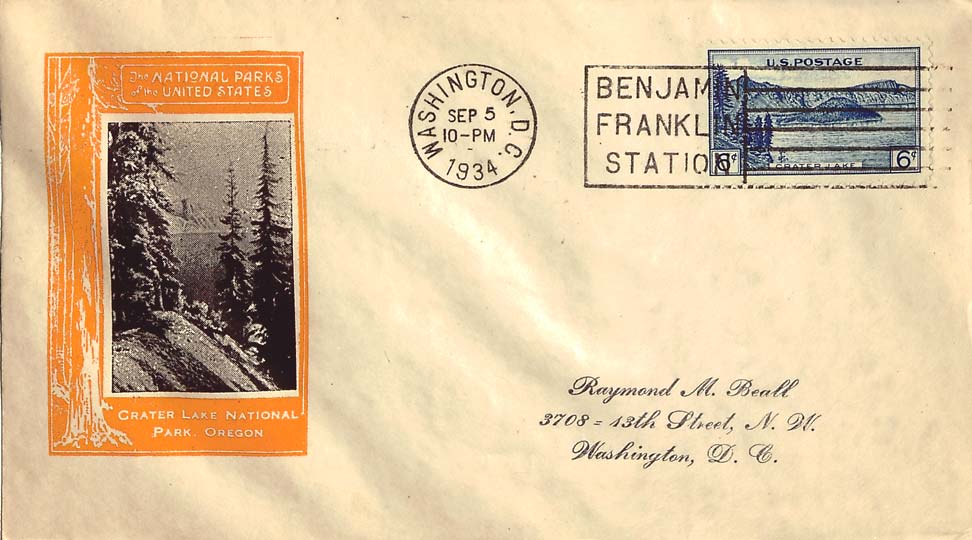 The NATIONAL PARKS
of the UNITED STATES
CRATER LAKE NATIONAL
PARK, OREGON
WASHINGTON, D.C.
SEP 5
10-PM
1934
BENJAMIN
FRANKLIN
STATION
U.S. POSTAGE
6¢ CRATER LAKE 6¢
Raymond M. Beall
3708 = 13th Street, N. W.
Washington, D. C.